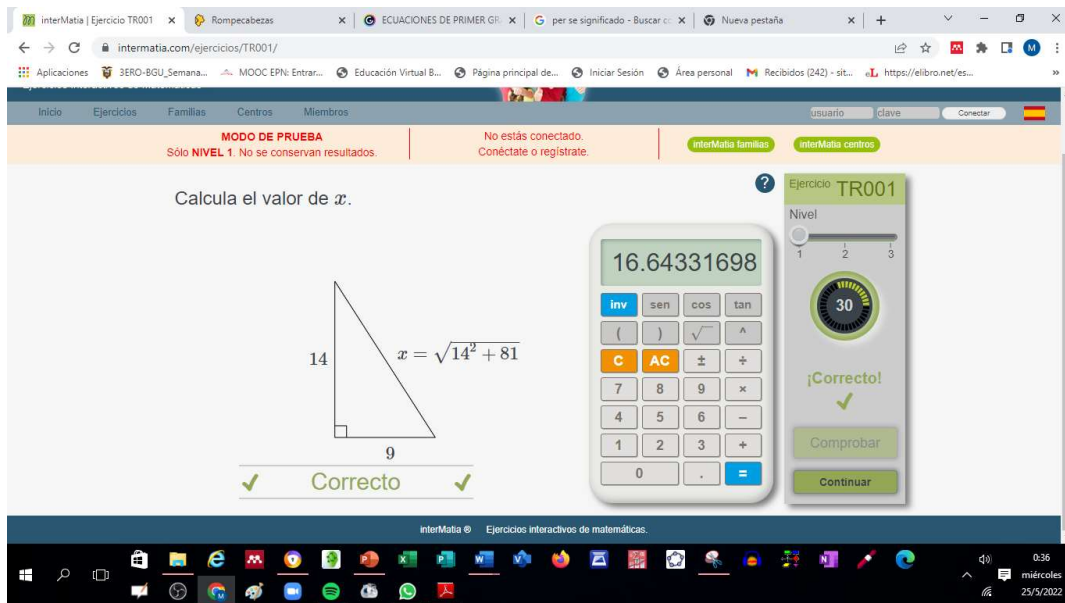 interMatia | Ejercicio TR001
Rompecabezas
ECUACIONES DE PRIMER GR
per se significado - Buscar c
Nueva pestaña
intermatia.com/ejercicios/TR001/
M
Aplicaciones
3ERO-BGU_Semana...
MOOC EPN: Entrar...
Educación Virtual B...
Página principal de...
Iniciar Sesión
Área personal
Recibidos (242) - sit...
https://elibro.net/es...
Inicio
Ejercicios
Familias
Centros
Miembros
usuario
clave
Conectar
MODO DE PRUEBA
Sólo NIVEL 1. No se conservan resultados.
No estás conectado.
Conéctate o regístrate.
interMatia familias
interMatia centros
Calcula el valor de x.
?
14
x = √14² + 81
9
✓ Correcto ✓
16.64331698
inv sen cos tan
( ) √ ^
C AC ± ÷
7 8 9 ×
4 5 6 −
1 2 3 +
0 . =
Ejercicio TR001
Nivel
1 2 3
30
¡Correcto!
✓
Comprobar
Continuar
interMatia ® Ejercicios interactivos de matemáticas.
0:36
miércoles
25/5/2022